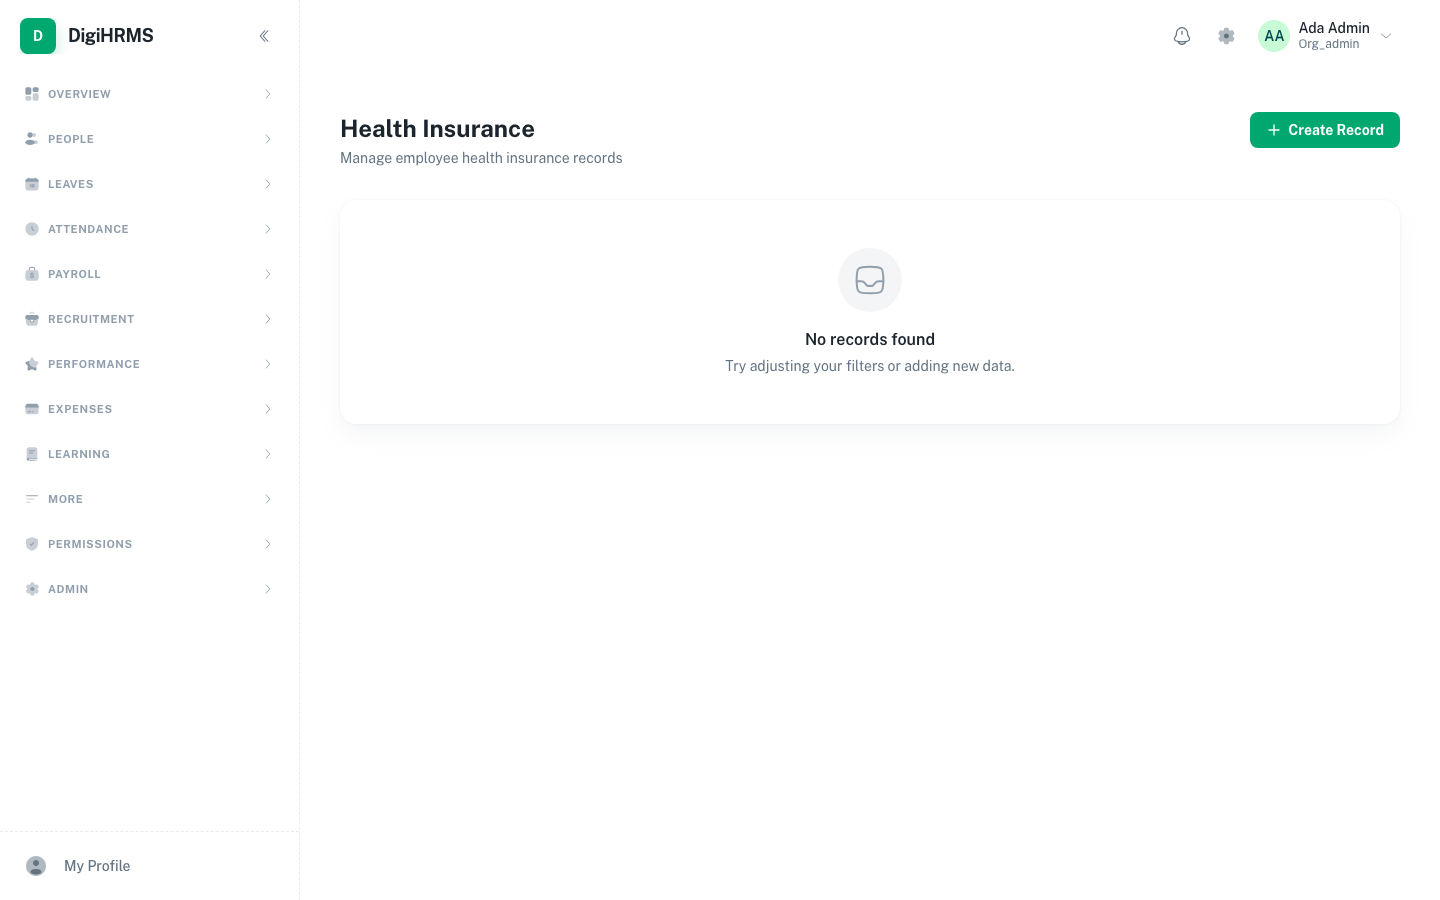 D
DigiHRMS
OVERVIEW
PEOPLE
LEAVES
ATTENDANCE
PAYROLL
RECRUITMENT
PERFORMANCE
EXPENSES
LEARNING
MORE
PERMISSIONS
ADMIN
My Profile
AA
Ada Admin
Org_admin
Health Insurance
Manage employee health insurance records
Create Record
No records found
Try adjusting your filters or adding new data.